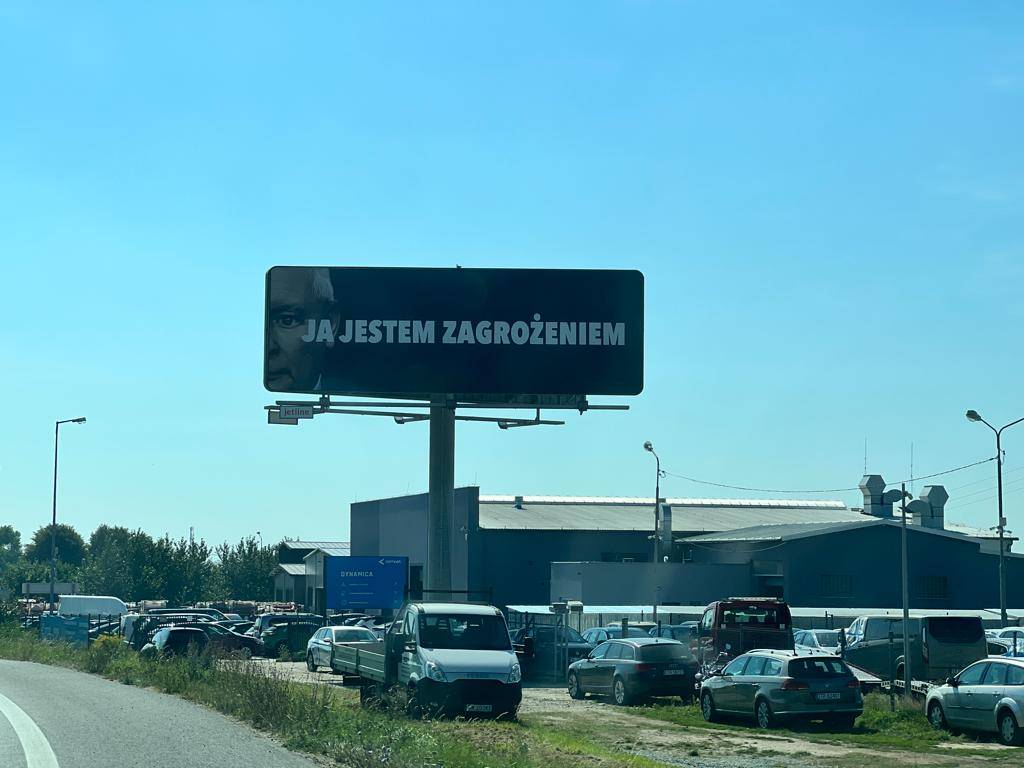 JA JESTEM ZAGROŻENIEM
jetline
DYNAMICA